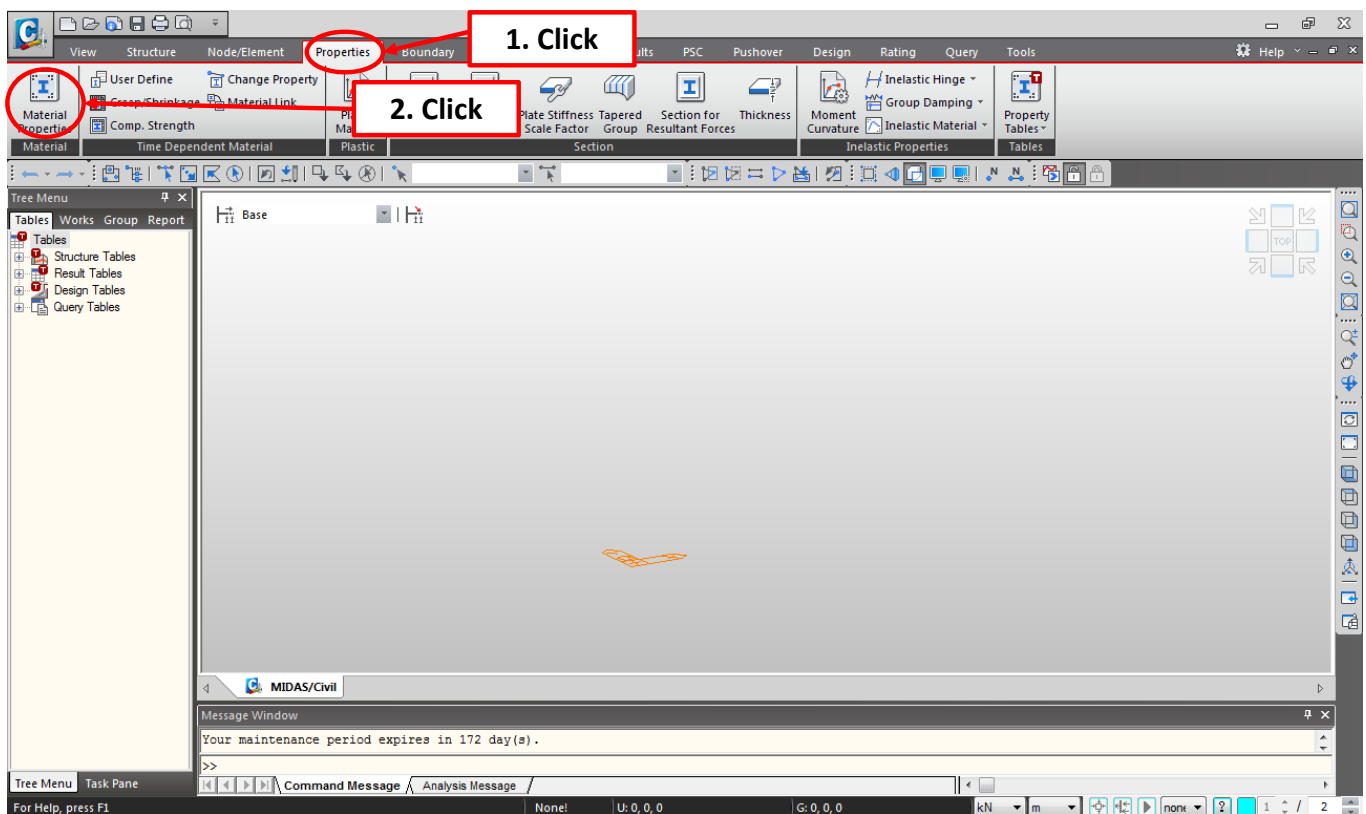 1. Click
View Structure Node/Element Properties Boundary PSC Pushover Design Rating Query Tools Help
User Define Change Property
2. Click
Creep/Shrinkage Material Link
Comp. Strength
Material Properties
Plate Stiffness Scale Factor
Tapered Group
Section for Resultant Forces
Thickness
Moment Curvature
Inelastic Hinge
Group Damping
Inelastic Material
Property Tables
Material Time Dependent Material Plastic Section Inelastic Properties Tables
Tree Menu
Tables Works Group Report
Tables
Structure Tables
Result Tables
Design Tables
Query Tables
Base
TOP
MIDAS/Civil
Message Window
Your maintenance period expires in 172 day(s).
>>
Tree Menu Task Pane
Command Message Analysis Message
For Help, press F1 None! U: 0, 0, 0 G: 0, 0, 0 kN m 1 / 2